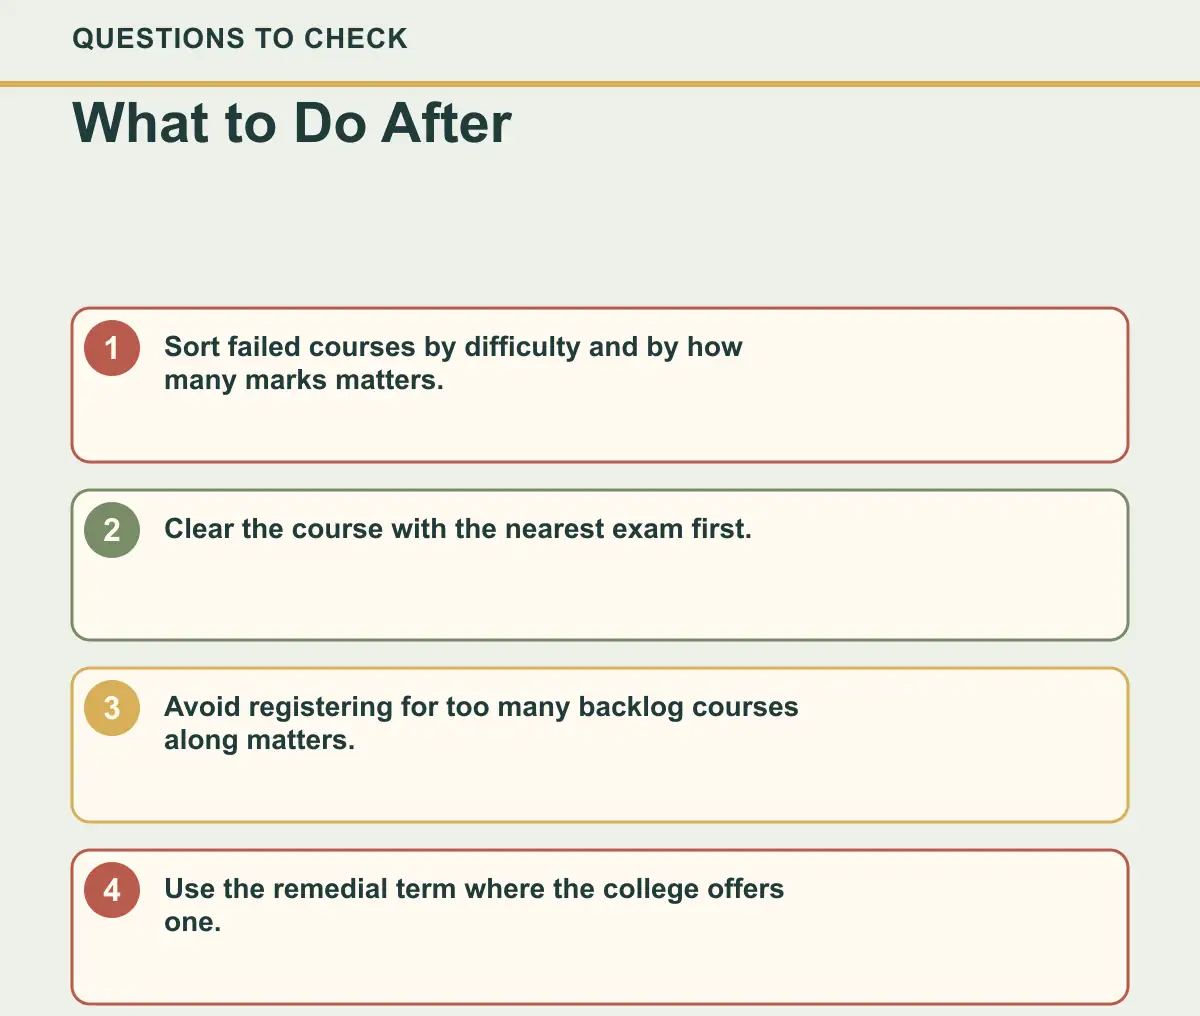 QUESTIONS TO CHECK
What to Do After
1
Sort failed courses by difficulty and by how
many marks matters.
2
Clear the course with the nearest exam first.
3
Avoid registering for too many backlog courses
along matters.
4
Use the remedial term where the college offers
one.